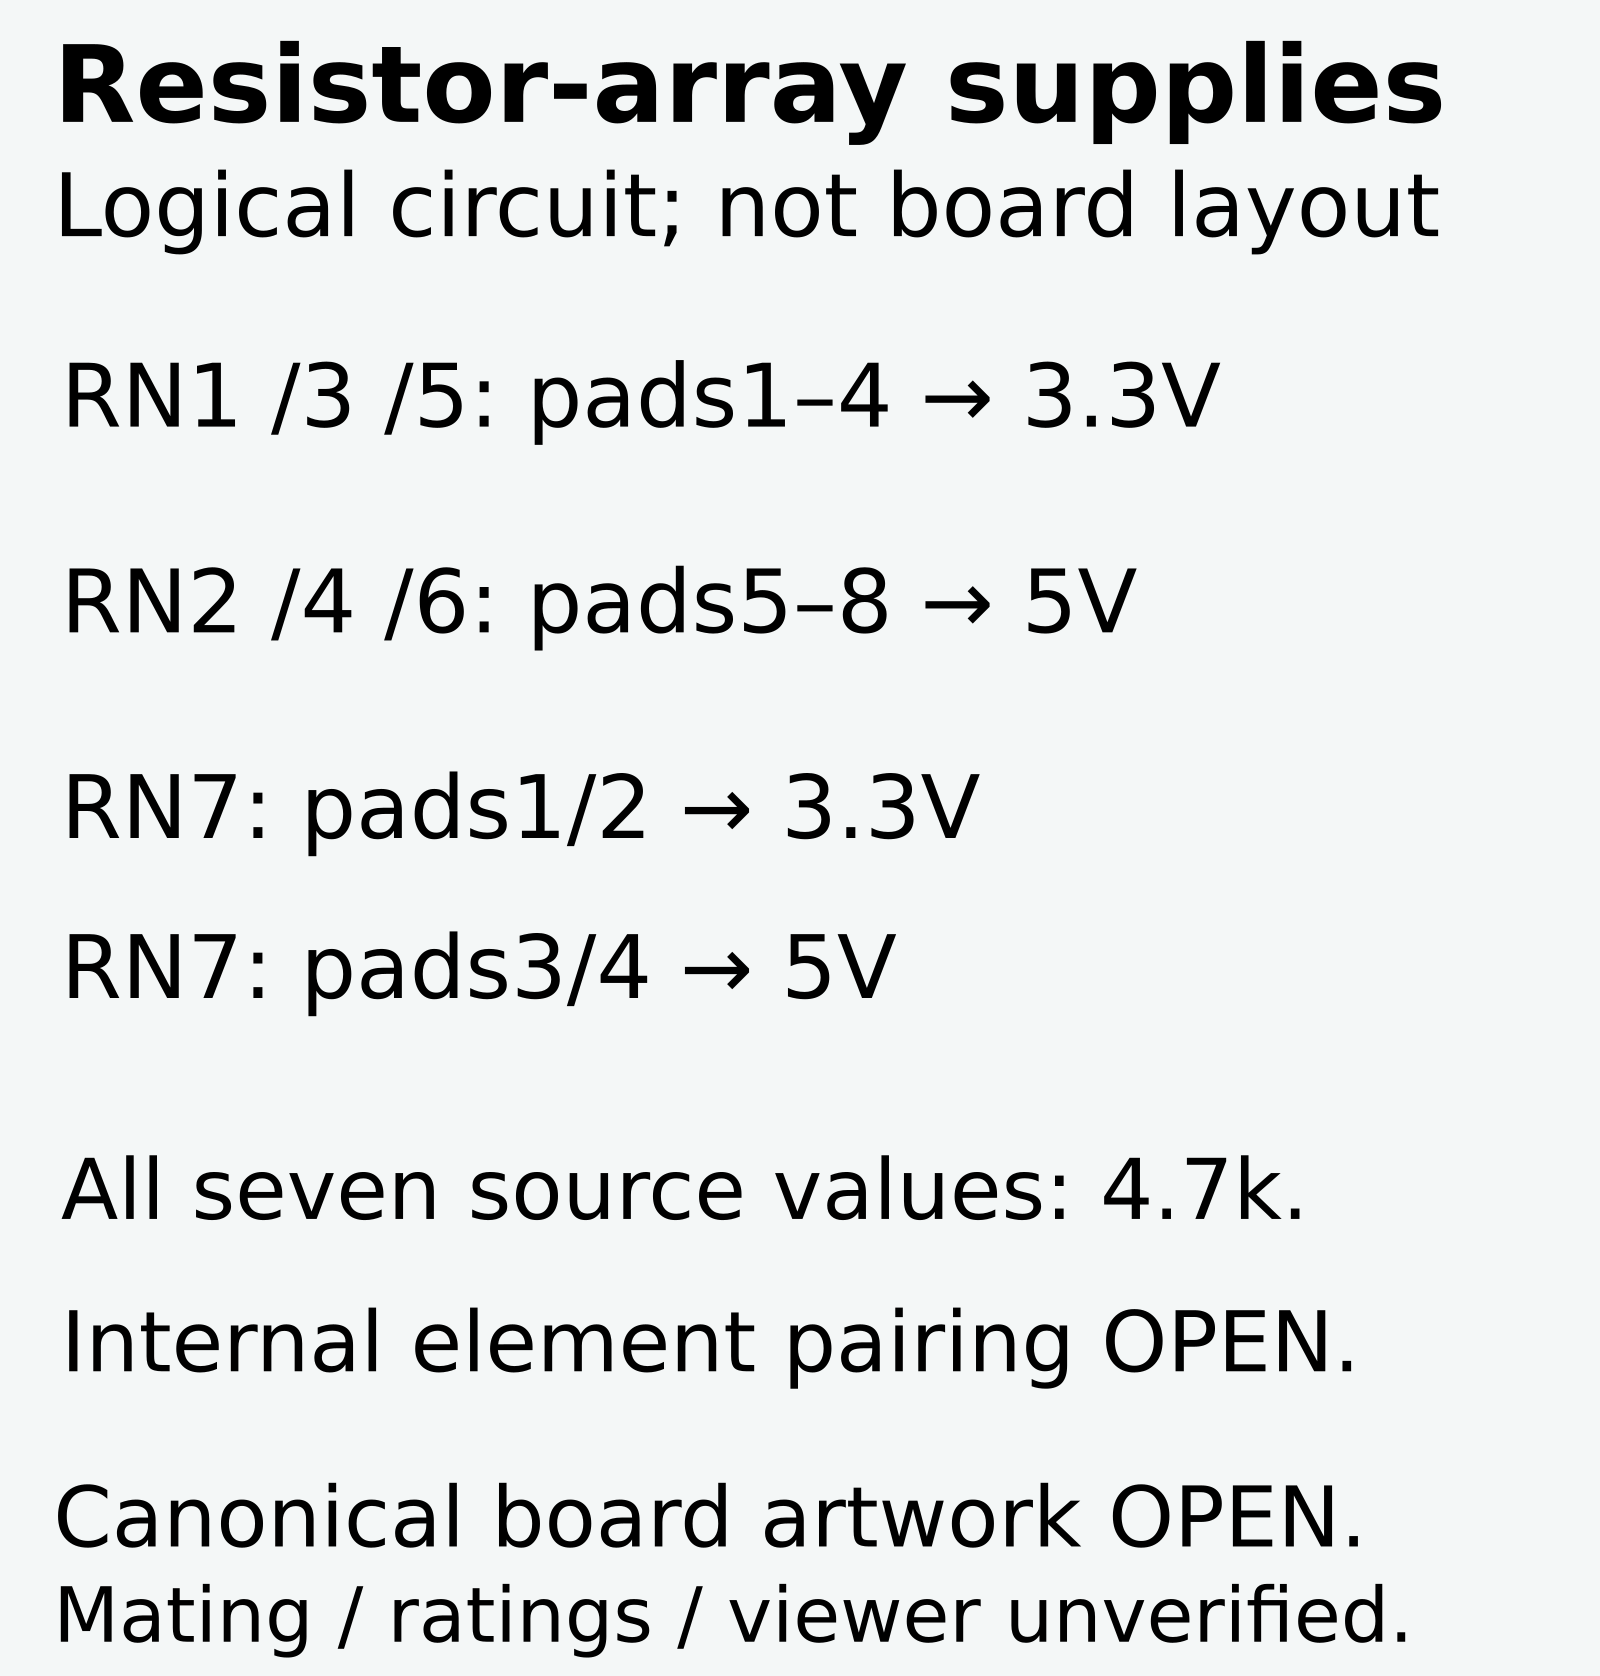 Resistor-array supplies
Logical circuit; not board layout
RN1 /3 /5: pads1–4 → 3.3V
RN2 /4 /6: pads5–8 → 5V
RN7: pads1/2 → 3.3V
RN7: pads3/4 → 5V
All seven source values: 4.7k.
Internal element pairing OPEN.
Canonical board artwork OPEN.
Mating / ratings / viewer unverified.